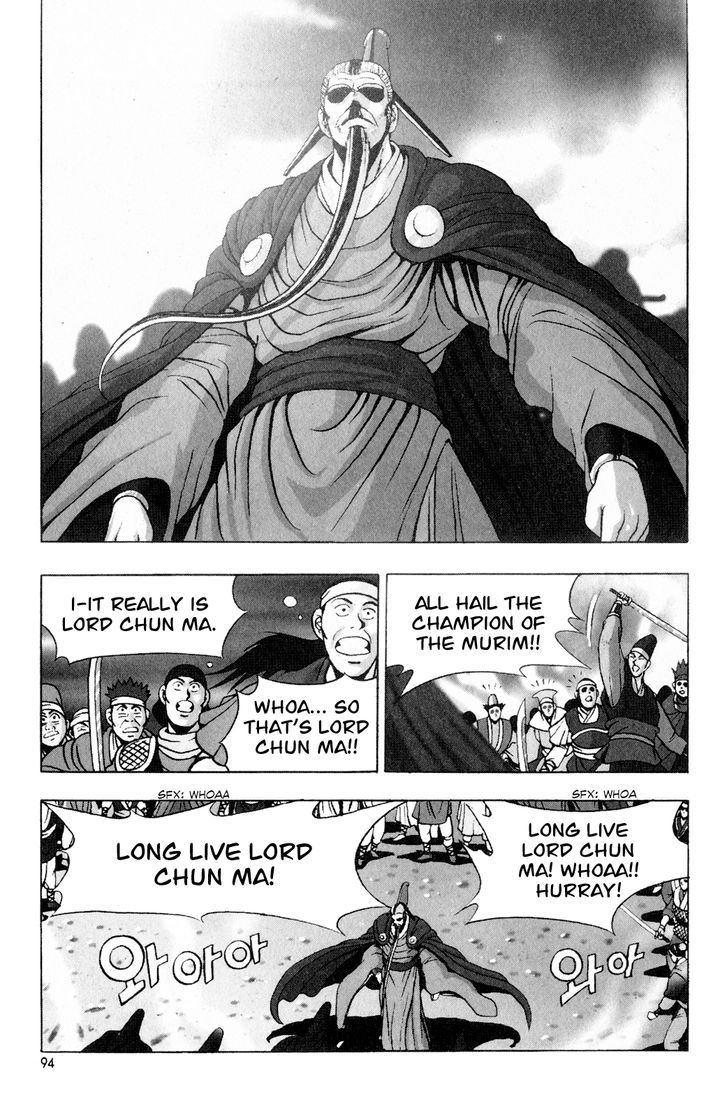 I-IT REALLY IS
LORD CHUN MA.
WHOA... SO
THAT'S LORD
CHUN MA!!
ALL HAIL THE
CHAMPION OF
THE MURIM!!
SFX: WHOAA
SFX: WHOA
LONG LIVE LORD
CHUN MA!
LONG LIVE
LORD CHUN
MA! WHOAA!!
HURRAY!
와아아
와아
94